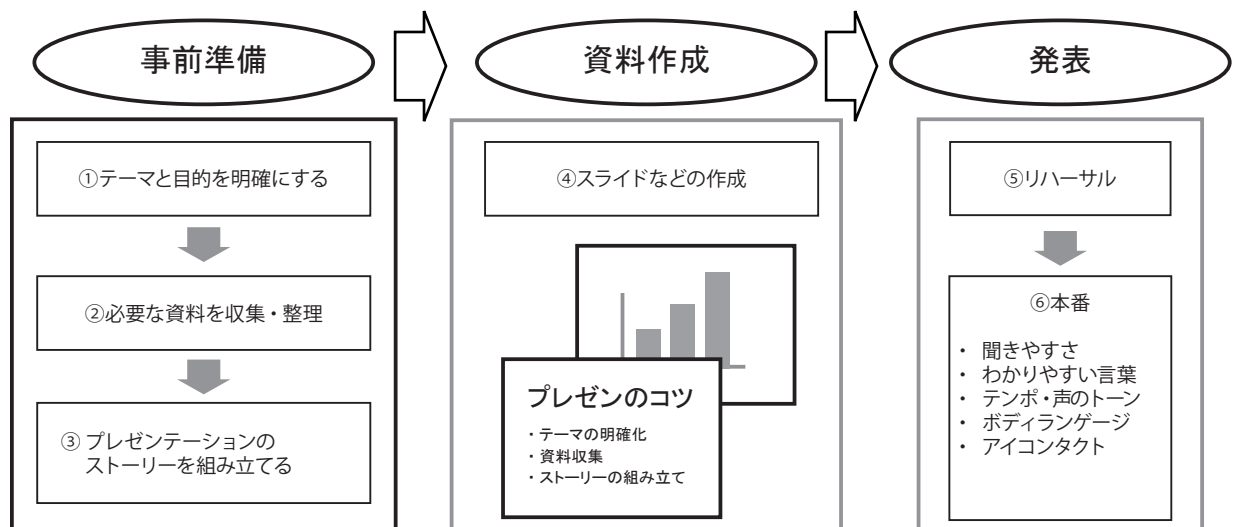 事前準備
資料作成
発表
①テーマと目的を明確にする
②必要な資料を収集・整理
③ プレゼンテーションの
ストーリーを組み立てる
④スライドなどの作成
プレゼンのコツ
・テーマの明確化
・資料収集
・ストーリーの組み立て
⑤リハーサル
⑥本番
・ 聞きやすさ
・ わかりやすい言葉
・ テンポ・声のトーン
・ ボディランゲージ
・ アイコンタクト